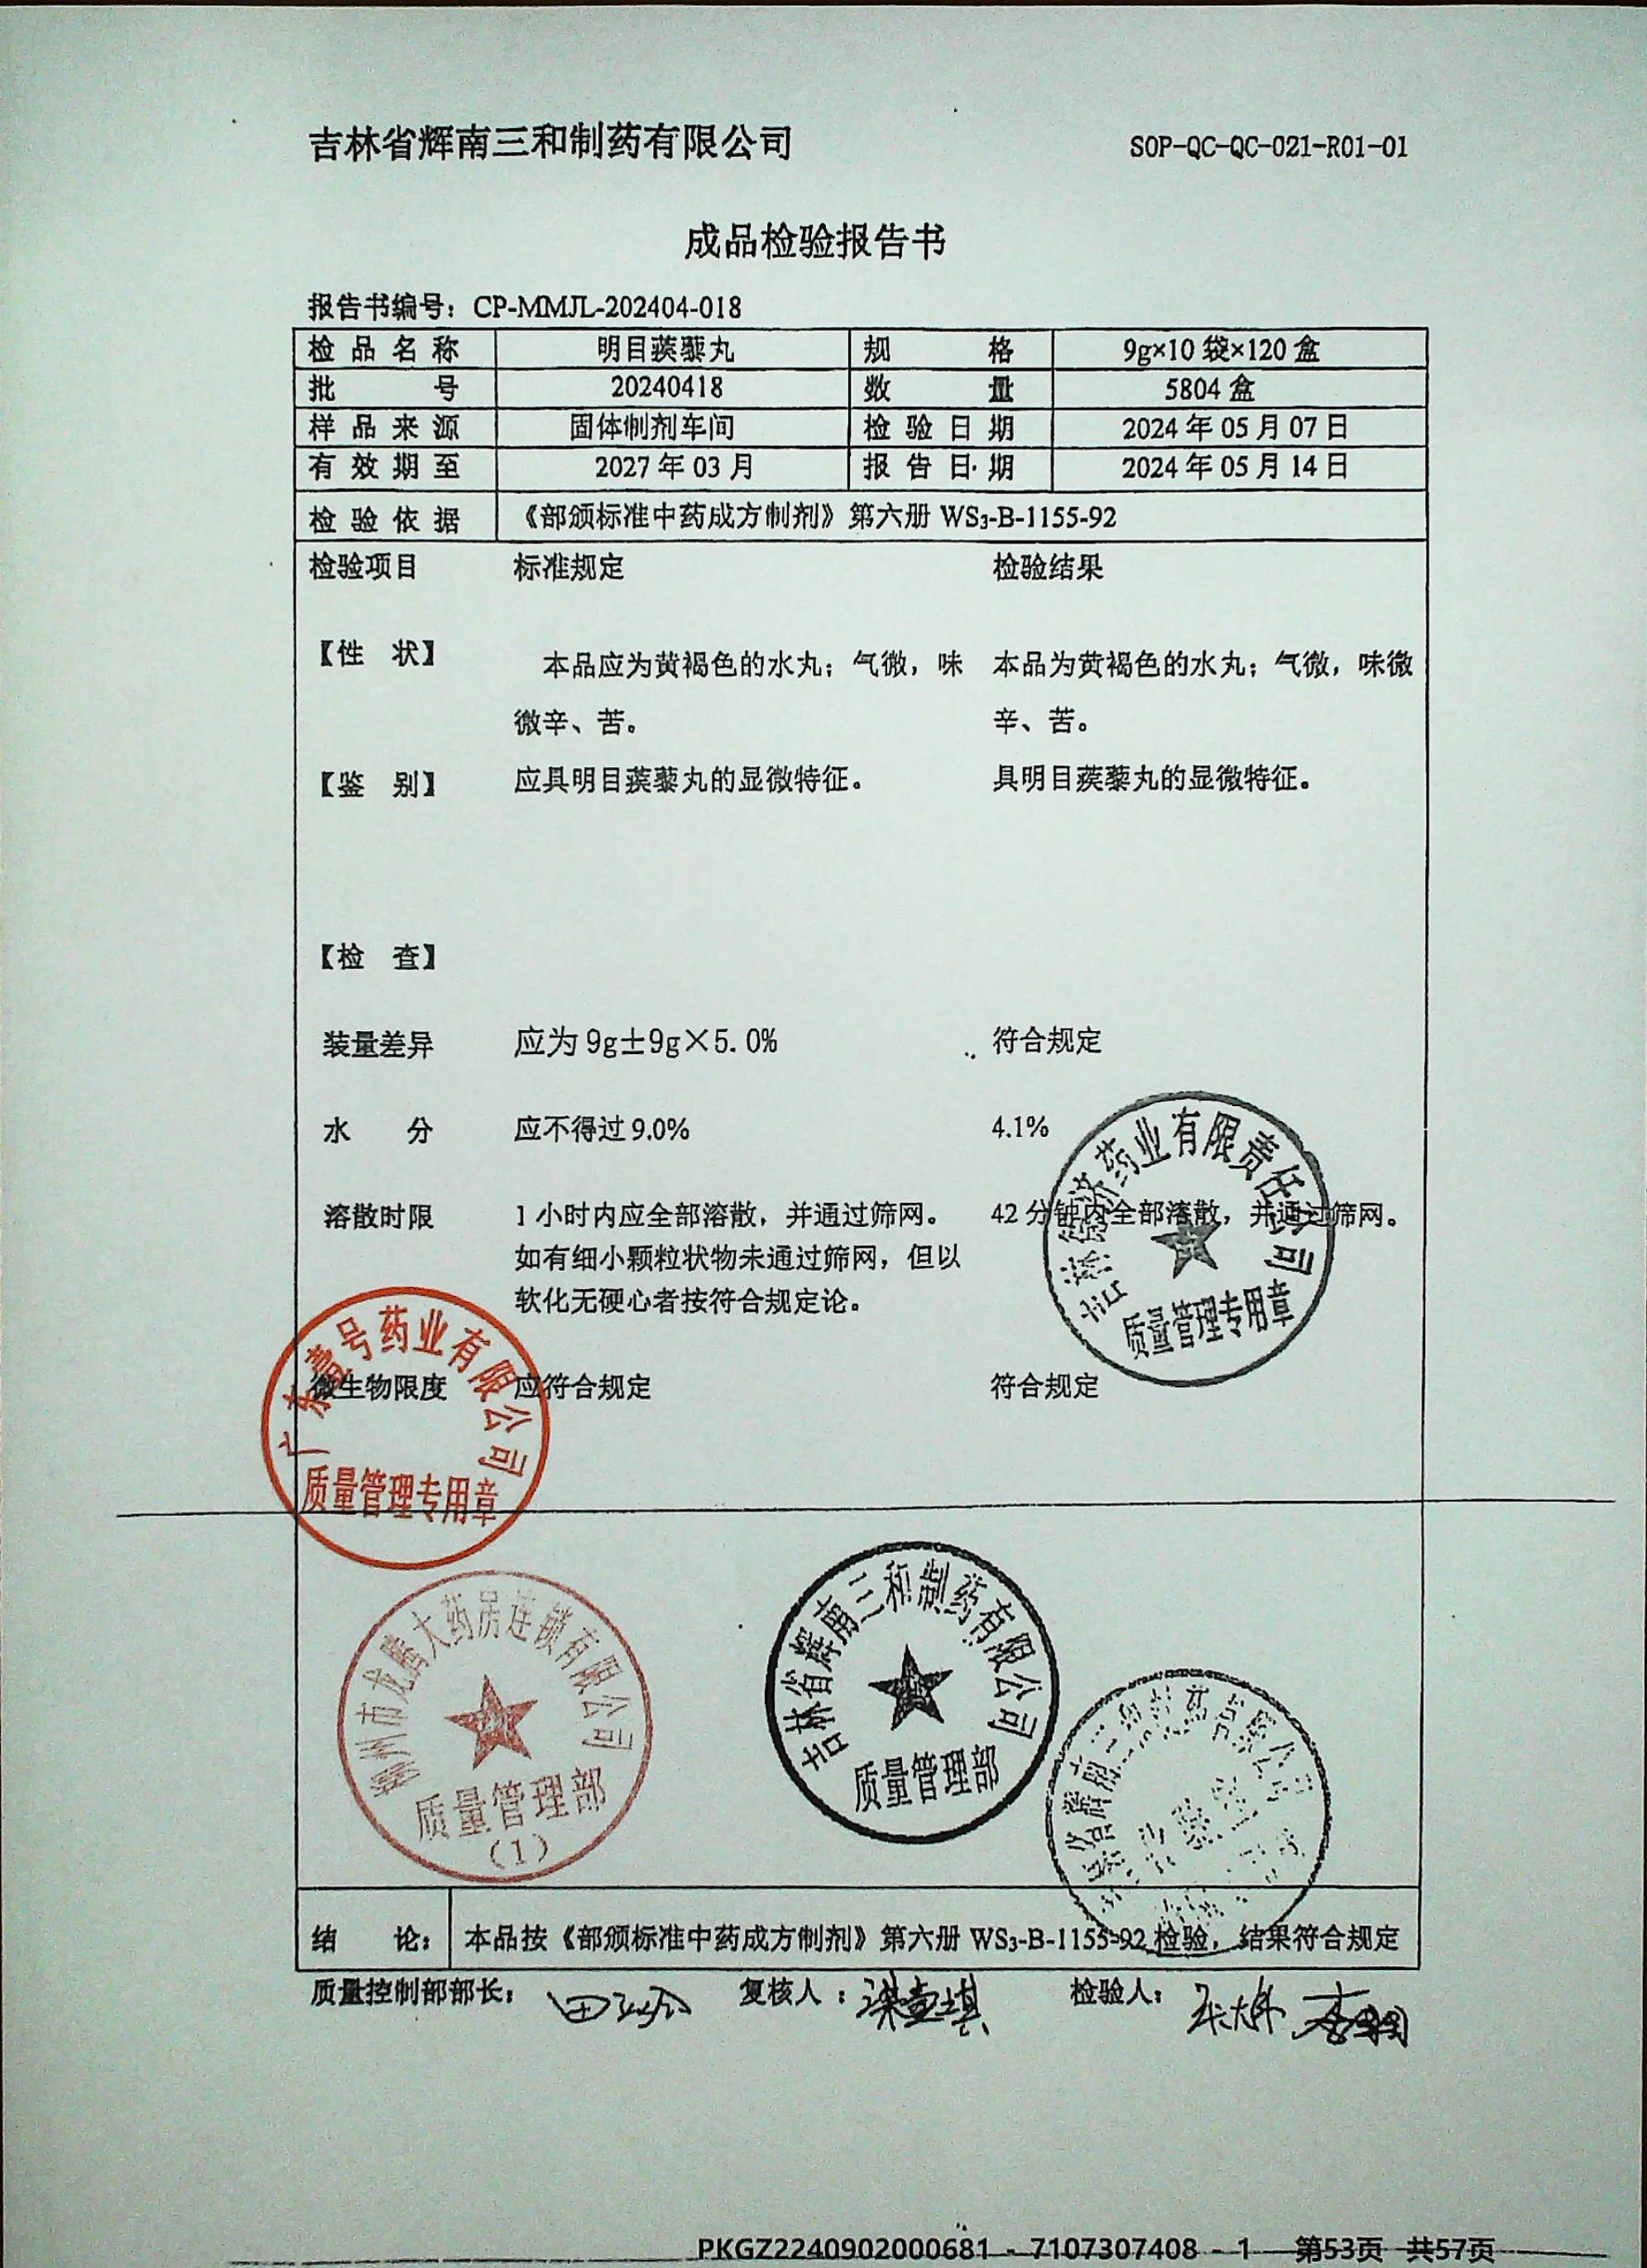 吉林省辉南三和制药有限公司 SOP-QC-QC-021-R01-01
成品检验报告书
报告书编号：CP-MMJL-202404-018
检品名称 明目蒺藜丸 规格 9g×10袋×120盒
批号 20240418 数量 5804盒
样品来源 固体制剂车间 检验日期 2024年05月07日
有效期至 2027年03月 报告日期 2024年05月14日
检验依据 《部颁标准中药成方制剂》第六册 WS₃-B-1155-92
检验项目 标准规定 检验结果
【性 状】 本品应为黄褐色的水丸；气微，味 本品为黄褐色的水丸；气微，味微
微辛、苦。 辛、苦。
【鉴 别】 应具明目蒺藜丸的显微特征。 具明目蒺藜丸的显微特征。
【检 查】
装量差异 应为9g±9g×5.0% 符合规定
水 分 应不得过9.0% 4.1%
溶散时限 1小时内应全部溶散，并通过筛网。 42分钟内全部溶散，并通过筛网。
如有细小颗粒状物未通过筛网，但以
软化无硬心者按符合规定论。
药业有限责任公司
质量管理专用章
微生物限度 应符合规定 符合规定
广东壹号药业有限公司
质量管理专用章
柳州市龙腾大药房连锁有限公司
质量管理部
（1）
吉林省辉南三和制药有限公司
质量管理部
结 论： 本品按《部颁标准中药成方制剂》第六册 WS₃-B-1155-92 检验，结果符合规定
质量控制部部长： 复核人： 检验人：
PKGZ2240902000681 - 7107307408 - 1 第53页 共57页